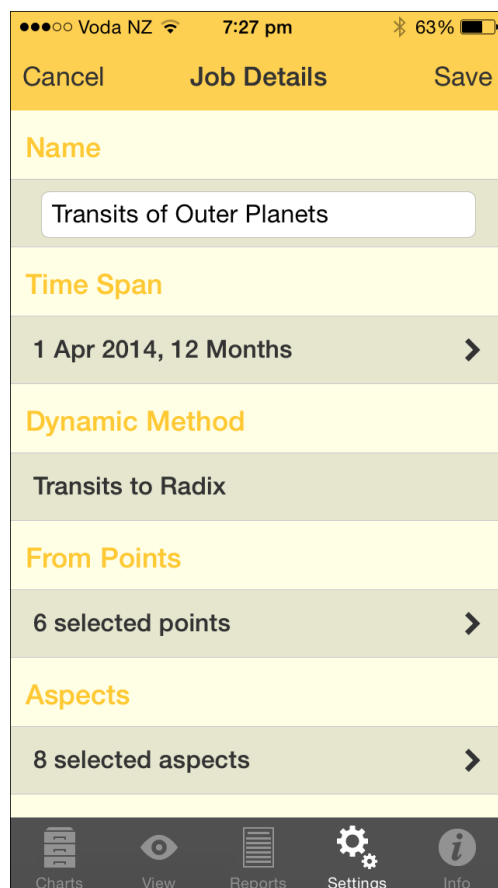 Voda NZ 7:27 pm 63%
Cancel Job Details Save
Name
Transits of Outer Planets
Time Span
1 Apr 2014, 12 Months
Dynamic Method
Transits to Radix
From Points
6 selected points
Aspects
8 selected aspects
Charts View Reports Settings Info